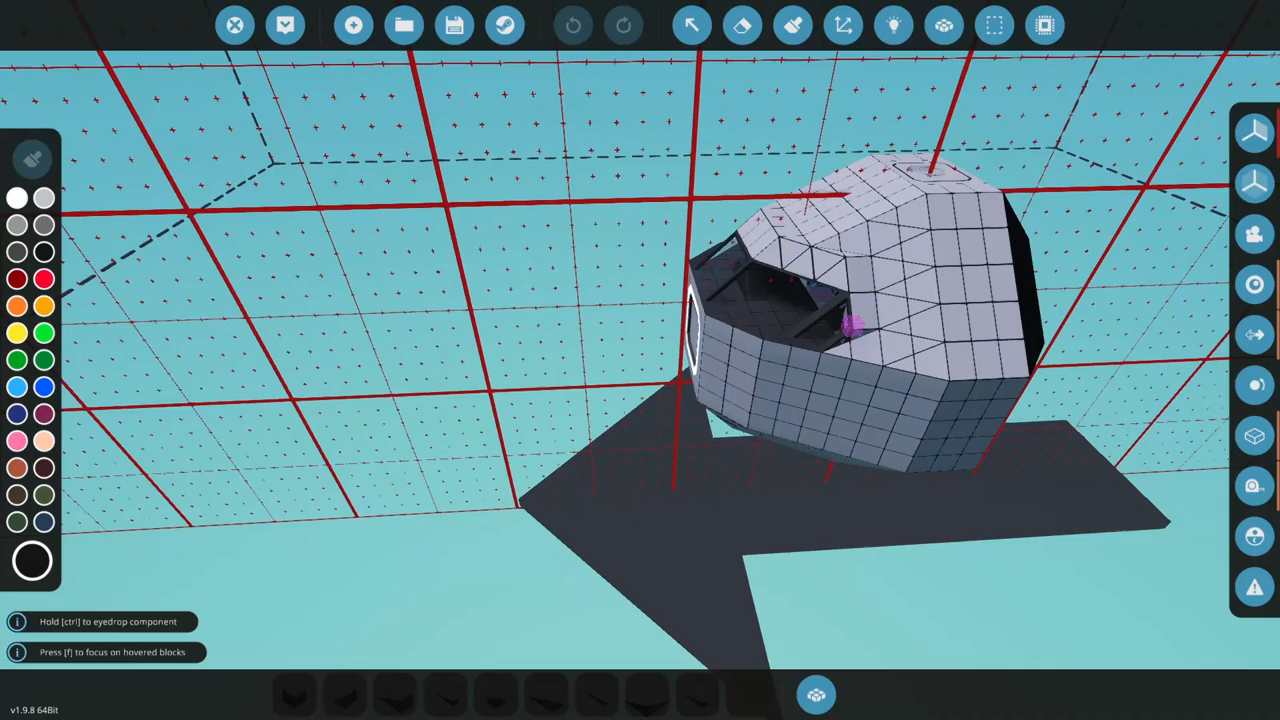 Hold [ctrl] to eyedrop component
Press [f] to focus on hovered blocks
v1.9.8 64Bit